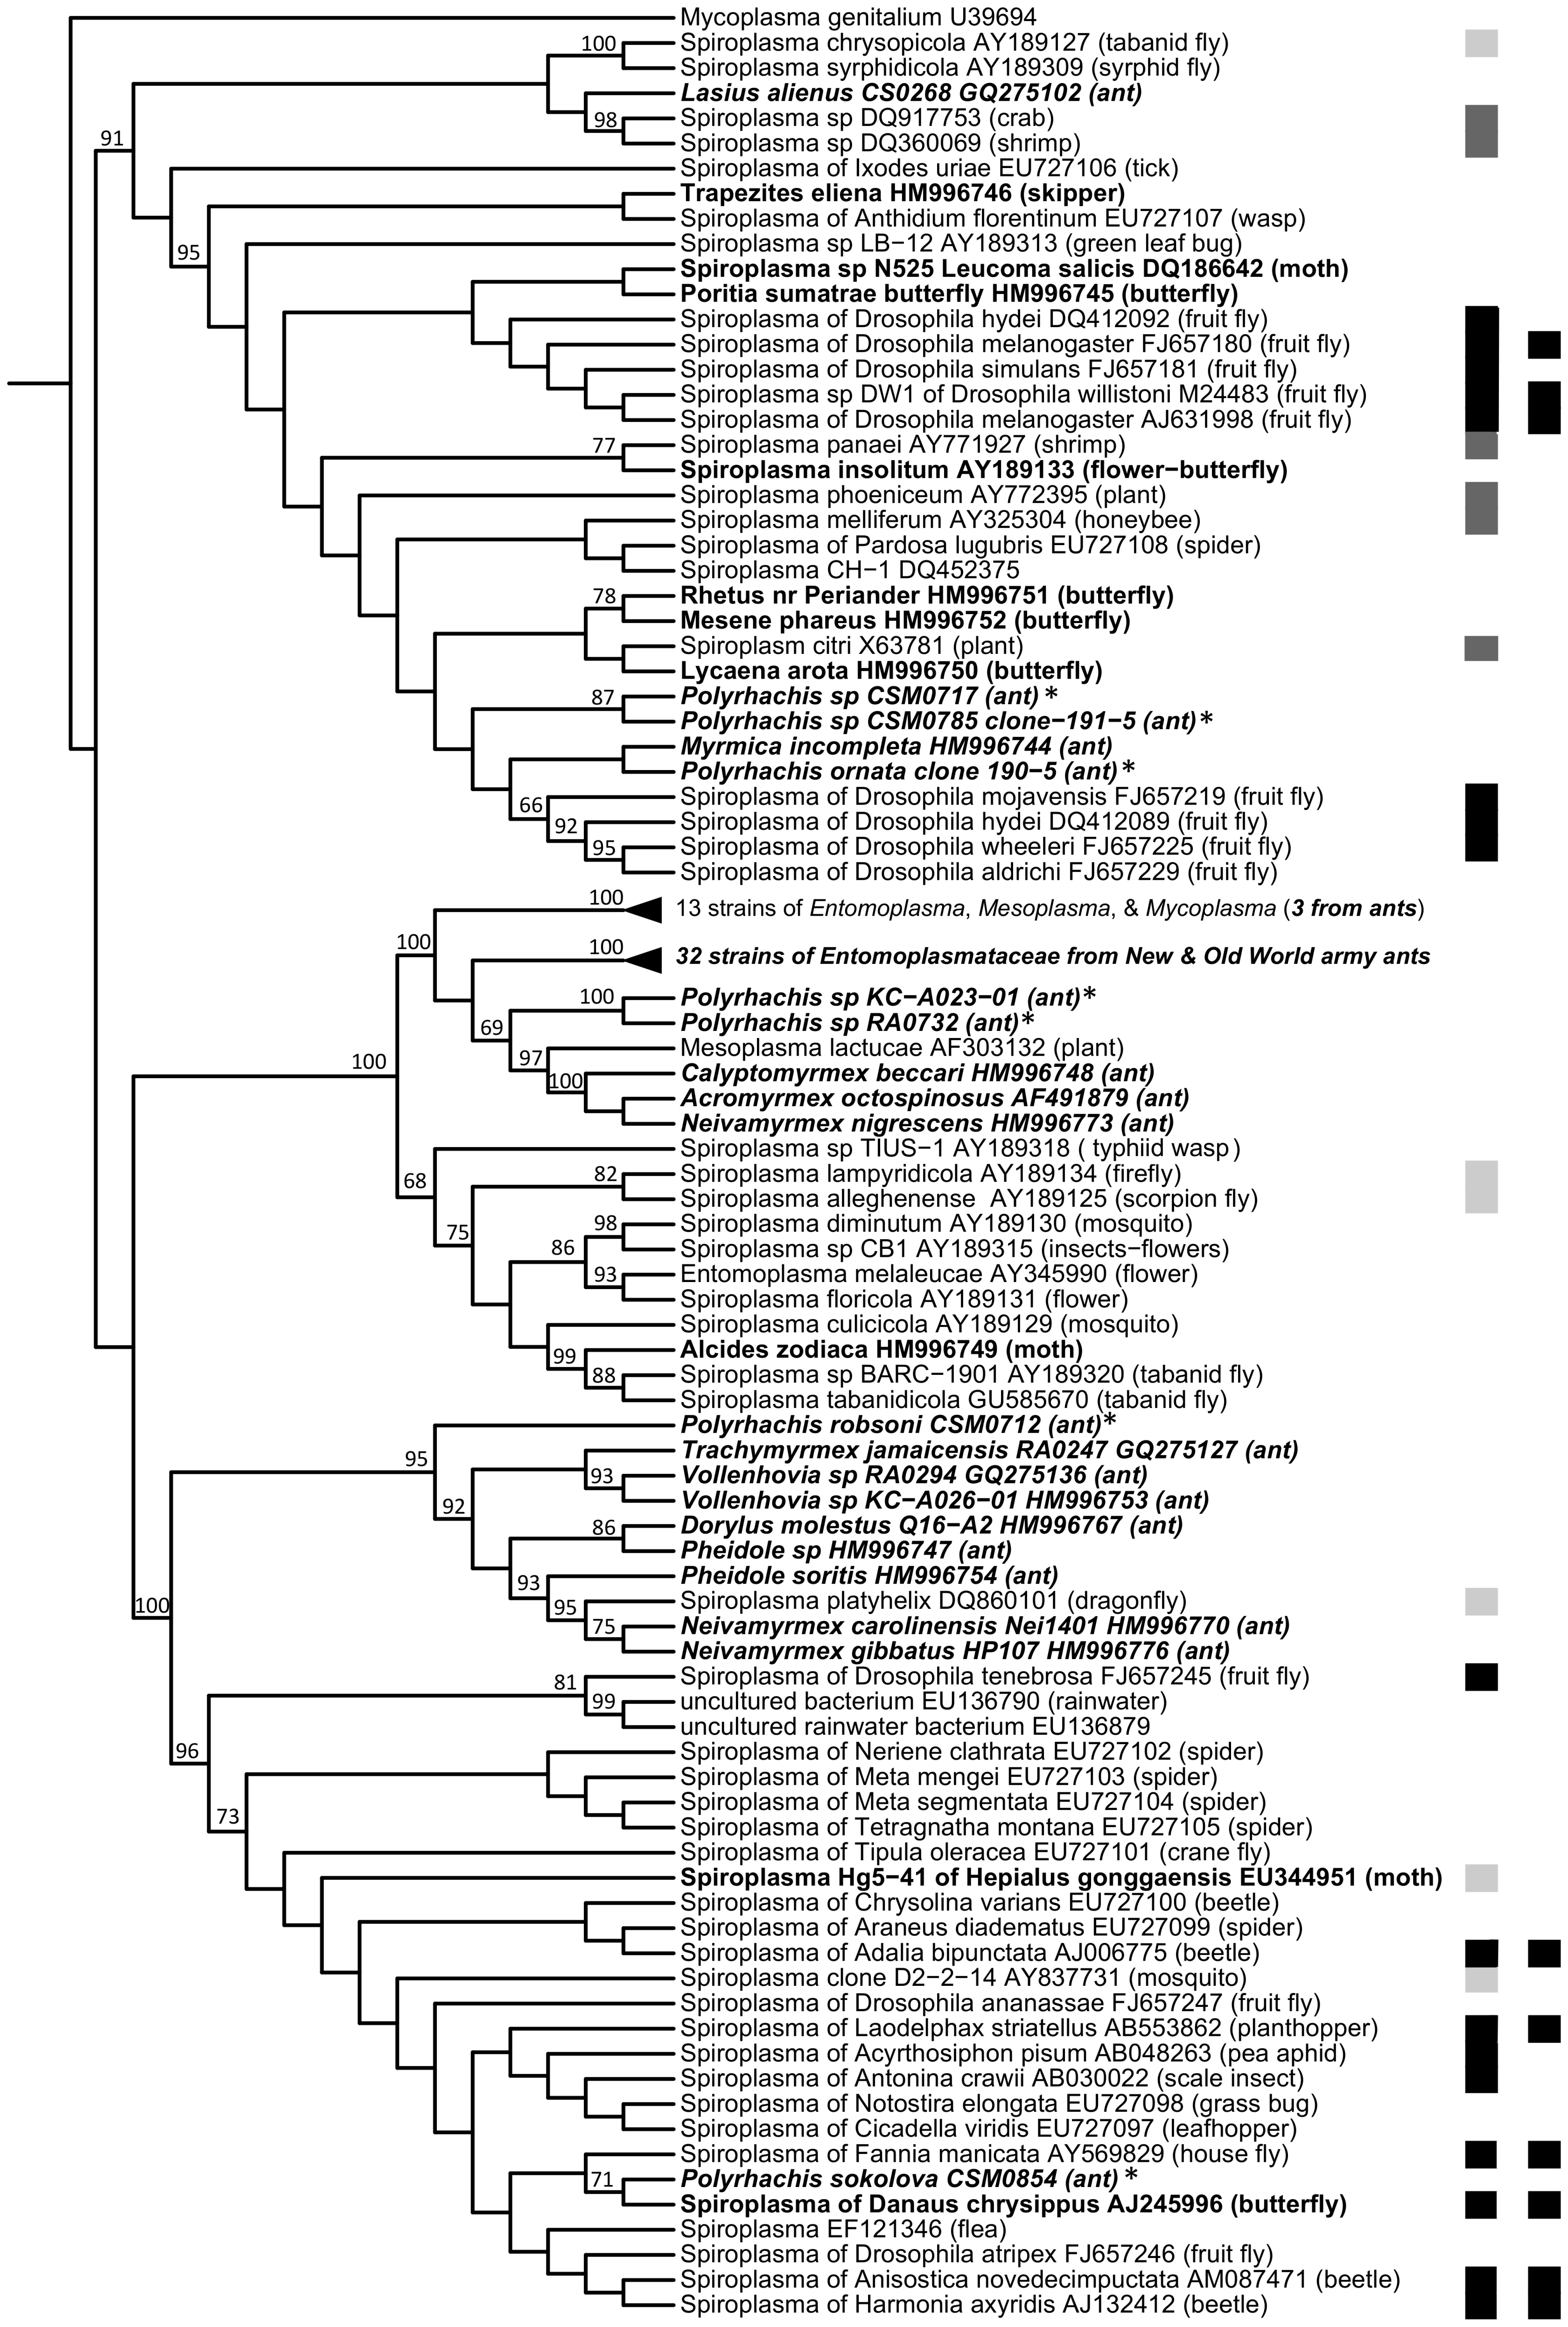 Mycoplasma genitalium U39694
100 Spiroplasma chrysopicola AY189127 (tabanid fly)
Spiroplasma syrphidicola AY189309 (syrphid fly)
Lasius alienus CS0268 GQ275102 (ant)
98 Spiroplasma sp DQ917753 (crab)
91 Spiroplasma sp DQ360069 (shrimp)
Spiroplasma of Ixodes uriae EU727106 (tick)
Trapezites eliena HM996746 (skipper)
Spiroplasma of Anthidium florentinum EU727107 (wasp)
95 Spiroplasma sp LB−12 AY189313 (green leaf bug)
Spiroplasma sp N525 Leucoma salicis DQ186642 (moth)
Poritia sumatrae butterfly HM996745 (butterfly)
Spiroplasma of Drosophila hydei DQ412092 (fruit fly)
Spiroplasma of Drosophila melanogaster FJ657180 (fruit fly)
Spiroplasma of Drosophila simulans FJ657181 (fruit fly)
Spiroplasma sp DW1 of Drosophila willistoni M24483 (fruit fly)
Spiroplasma of Drosophila melanogaster AJ631998 (fruit fly)
77 Spiroplasma panaei AY771927 (shrimp)
Spiroplasma insolitum AY189133 (flower−butterfly)
Spiroplasma phoeniceum AY772395 (plant)
Spiroplasma melliferum AY325304 (honeybee)
Spiroplasma of Pardosa lugubris EU727108 (spider)
Spiroplasma CH−1 DQ452375
78 Rhetus nr Periander HM996751 (butterfly)
Mesene phareus HM996752 (butterfly)
Spiroplasm citri X63781 (plant)
Lycaena arota HM996750 (butterfly)
87 Polyrhachis sp CSM0717 (ant) *
Polyrhachis sp CSM0785 clone−191−5 (ant) *
Myrmica incompleta HM996744 (ant)
Polyrhachis ornata clone 190−5 (ant) *
66 Spiroplasma of Drosophila mojavensis FJ657219 (fruit fly)
92 Spiroplasma of Drosophila hydei DQ412089 (fruit fly)
95 Spiroplasma of Drosophila wheeleri FJ657225 (fruit fly)
Spiroplasma of Drosophila aldrichi FJ657229 (fruit fly)
100 13 strains of Entomoplasma, Mesoplasma, & Mycoplasma (3 from ants)
100
100 32 strains of Entomoplasmataceae from New & Old World army ants
100 Polyrhachis sp KC−A023−01 (ant)*
69 Polyrhachis sp RA0732 (ant)*
100 97 Mesoplasma lactucae AF303132 (plant)
100 Calyptomyrmex beccari HM996748 (ant)
Acromyrmex octospinosus AF491879 (ant)
Neivamyrmex nigrescens HM996773 (ant)
Spiroplasma sp TIUS−1 AY189318 ( typhiid wasp )
68 82 Spiroplasma lampyridicola AY189134 (firefly)
Spiroplasma alleghenense AY189125 (scorpion fly)
75 98 Spiroplasma diminutum AY189130 (mosquito)
86 Spiroplasma sp CB1 AY189315 (insects−flowers)
93 Entomoplasma melaleucae AY345990 (flower)
Spiroplasma floricola AY189131 (flower)
Spiroplasma culicicola AY189129 (mosquito)
99 Alcides zodiaca HM996749 (moth)
88 Spiroplasma sp BARC−1901 AY189320 (tabanid fly)
Spiroplasma tabanidicola GU585670 (tabanid fly)
Polyrhachis robsoni CSM0712 (ant)*
95 Trachymyrmex jamaicensis RA0247 GQ275127 (ant)
93 Vollenhovia sp RA0294 GQ275136 (ant)
92 Vollenhovia sp KC−A026−01 HM996753 (ant)
86 Dorylus molestus Q16−A2 HM996767 (ant)
Pheidole sp HM996747 (ant)
93 Pheidole soritis HM996754 (ant)
100 95 Spiroplasma platyhelix DQ860101 (dragonfly)
75 Neivamyrmex carolinensis Nei1401 HM996770 (ant)
Neivamyrmex gibbatus HP107 HM996776 (ant)
81 Spiroplasma of Drosophila tenebrosa FJ657245 (fruit fly)
99 uncultured bacterium EU136790 (rainwater)
uncultured rainwater bacterium EU136879
96 Spiroplasma of Neriene clathrata EU727102 (spider)
Spiroplasma of Meta mengei EU727103 (spider)
73 Spiroplasma of Meta segmentata EU727104 (spider)
Spiroplasma of Tetragnatha montana EU727105 (spider)
Spiroplasma of Tipula oleracea EU727101 (crane fly)
Spiroplasma Hg5−41 of Hepialus gonggaensis EU344951 (moth)
Spiroplasma of Chrysolina varians EU727100 (beetle)
Spiroplasma of Araneus diadematus EU727099 (spider)
Spiroplasma of Adalia bipunctata AJ006775 (beetle)
Spiroplasma clone D2−2−14 AY837731 (mosquito)
Spiroplasma of Drosophila ananassae FJ657247 (fruit fly)
Spiroplasma of Laodelphax striatellus AB553862 (planthopper)
Spiroplasma of Acyrthosiphon pisum AB048263 (pea aphid)
Spiroplasma of Antonina crawii AB030022 (scale insect)
Spiroplasma of Notostira elongata EU727098 (grass bug)
Spiroplasma of Cicadella viridis EU727097 (leafhopper)
Spiroplasma of Fannia manicata AY569829 (house fly)
71 Polyrhachis sokolova CSM0854 (ant) *
Spiroplasma of Danaus chrysippus AJ245996 (butterfly)
Spiroplasma EF121346 (flea)
Spiroplasma of Drosophila atripex FJ657246 (fruit fly)
Spiroplasma of Anisostica novedecimpuctata AM087471 (beetle)
Spiroplasma of Harmonia axyridis AJ132412 (beetle)